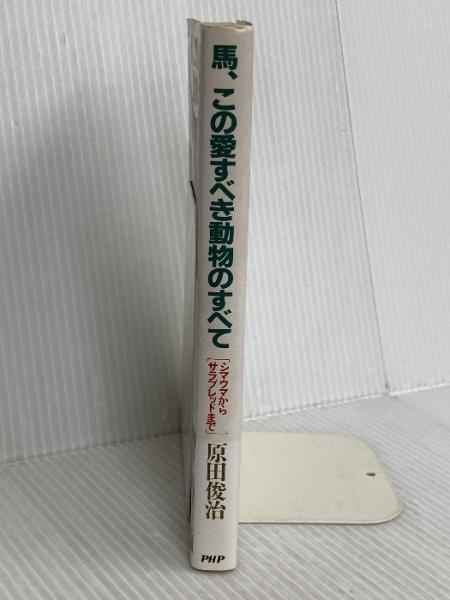 馬、この愛すべき動物のすべて
[シマウマから
サラブレッドまで]
原田俊治
PHP